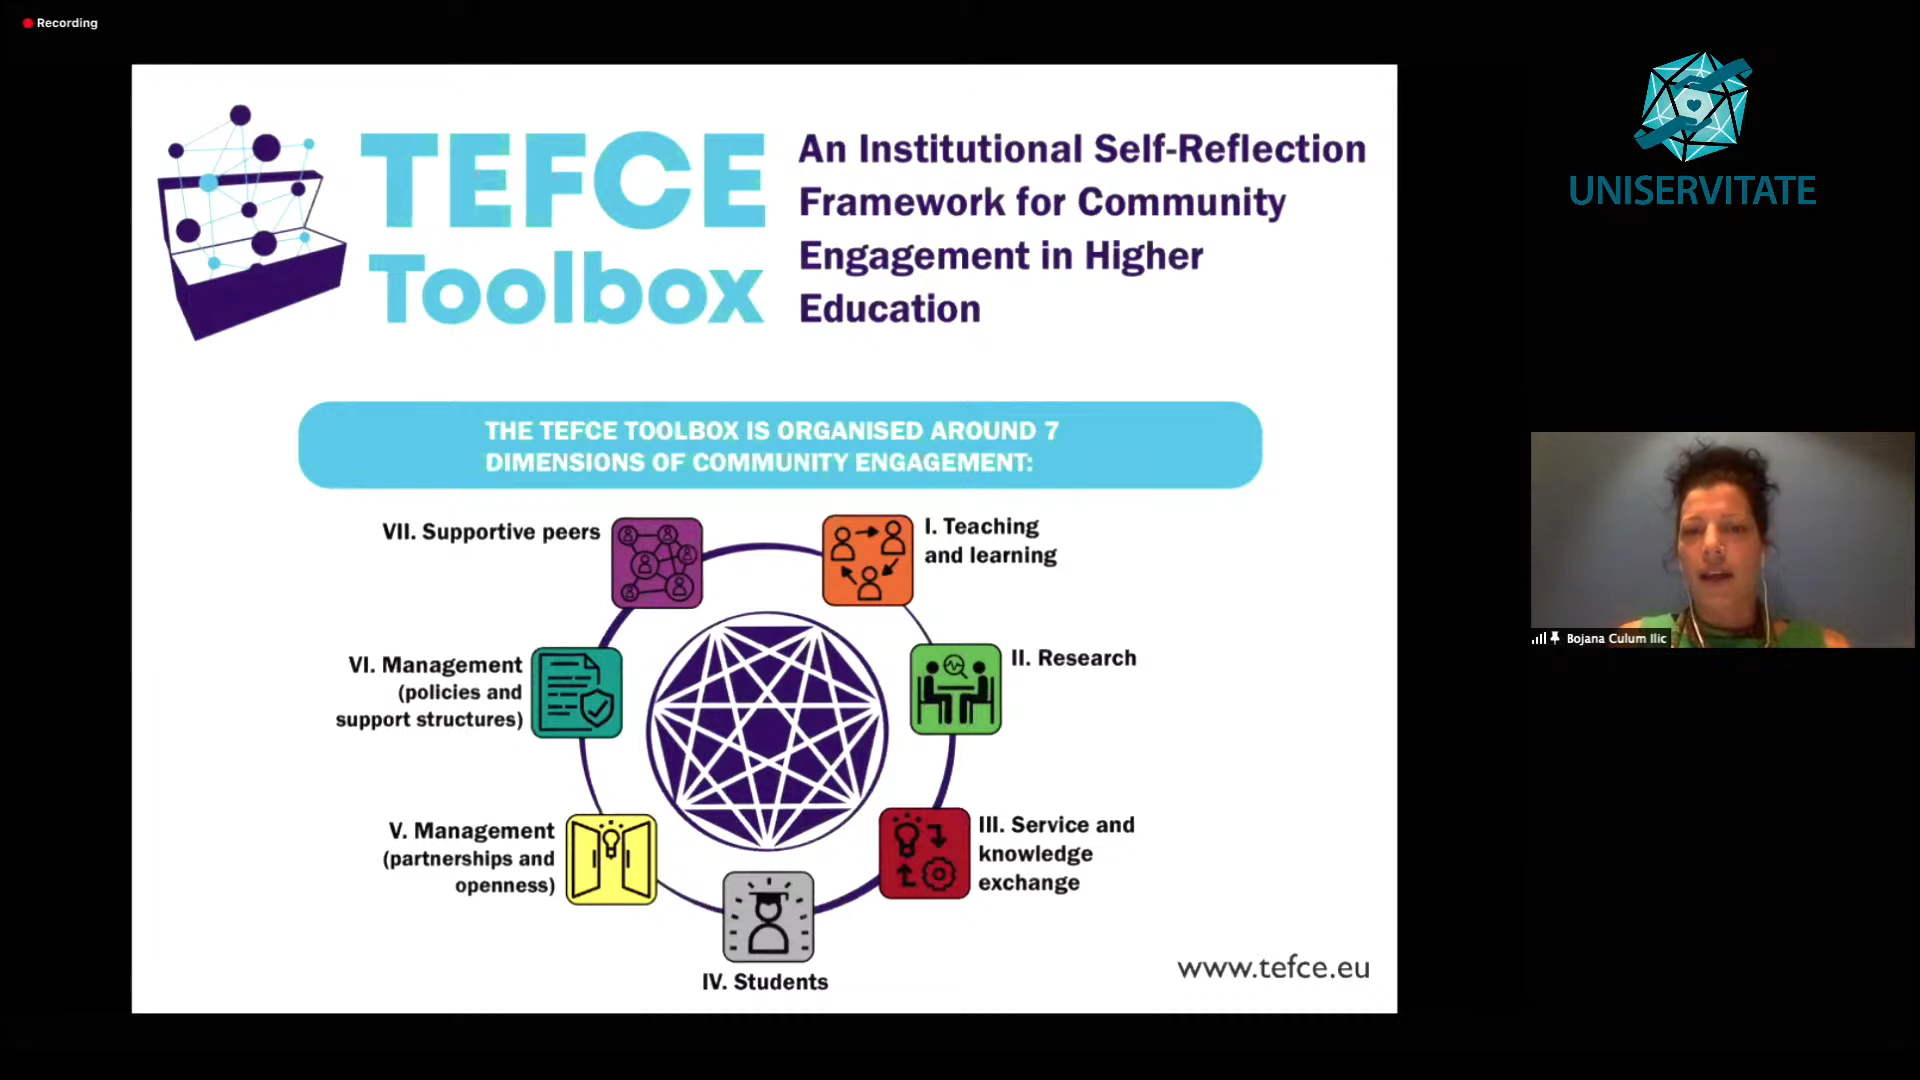 Recording
TEFCE
Toolbox
An Institutional Self-Reflection
Framework for Community
Engagement in Higher
Education
UNISERVITATE
THE TEFCE TOOLBOX IS ORGANISED AROUND 7
DIMENSIONS OF COMMUNITY ENGAGEMENT:
VII. Supportive peers
I. Teaching
and learning
VI. Management
(policies and
support structures)
II. Research
V. Management
(partnerships and
openness)
III. Service and
knowledge
exchange
IV. Students
www.tefce.eu
Bojana Culum Ilic